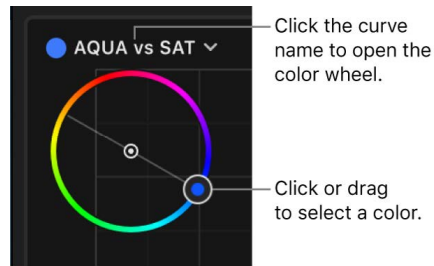 AQUA vs SAT
Click the curve
name to open the
color wheel.
Click or drag
to select a color.